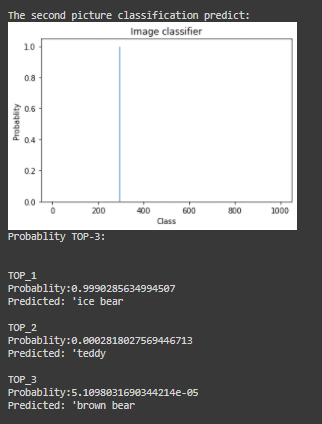 The second picture classification predict:
Image classifier
1.0
0.8
0.6
0.4
0.2
0.0
Probablity
0 200 400 600 800 1000
Class
Probablity TOP-3:
TOP_1
Probablity:0.9990285634994507
Predicted: 'ice bear
TOP_2
Probablity:0.0002818027569446713
Predicted: 'teddy
TOP_3
Probablity:5.1098031690344214e-05
Predicted: 'brown bear